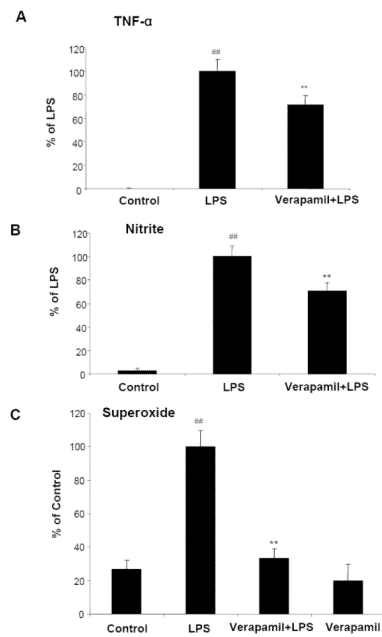 A
TNF-α
% of LPS
120
100
80
60
40
20
0
##
**
Control LPS Verapamil+LPS
B
Nitrite
% of LPS
120
100
80
60
40
20
0
##
**
Control LPS Verapamil+LPS
C
Superoxide
% of Control
120
100
80
60
40
20
0
##
**
Control LPS Verapamil+LPS Verapamil